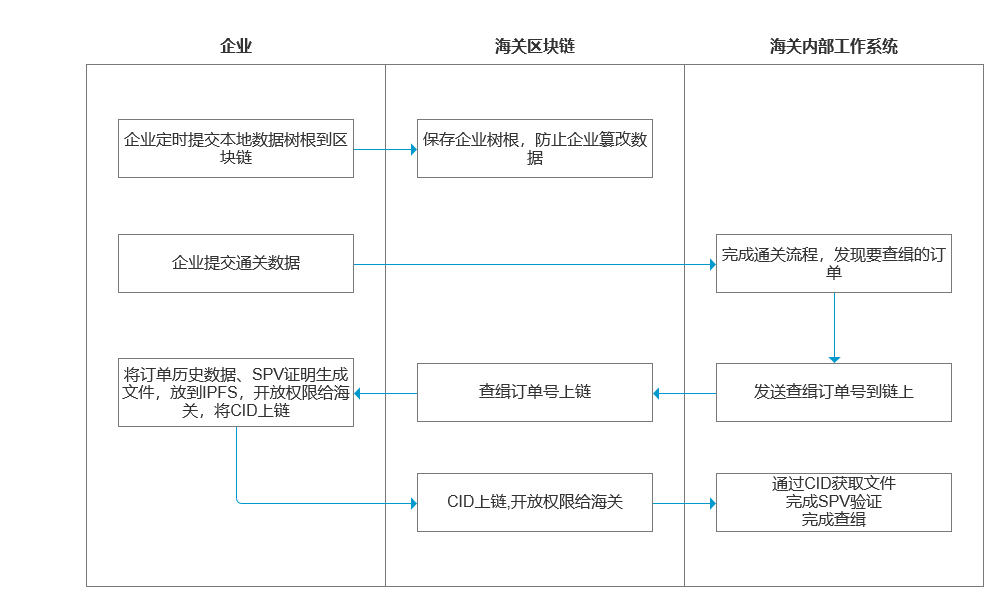 企业
海关区块链
海关内部工作系统
企业定时提交本地数据树根到区
块链
保存企业树根，防止企业篡改数
据
企业提交通关数据
完成通关流程，发现要查缉的订
单
将订单历史数据、SPV证明生成
文件，放到IPFS，开放权限给海
关，将CID上链
查缉订单号上链
发送查缉订单号到链上
CID上链,开放权限给海关
通过CID获取文件
完成SPV验证
完成查缉